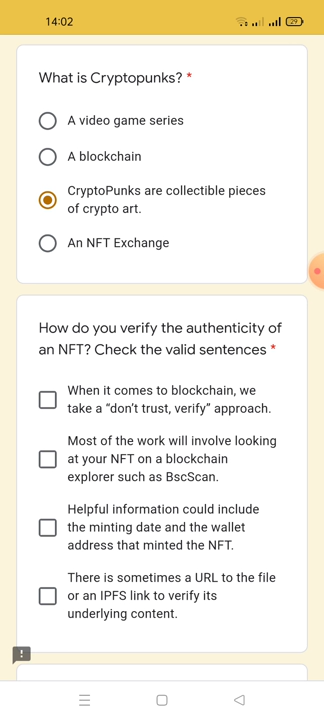 14:02
29
What is Cryptopunks? *
A video game series
A blockchain
CryptoPunks are collectible pieces
of crypto art.
An NFT Exchange
How do you verify the authenticity of
an NFT? Check the valid sentences *
When it comes to blockchain, we
take a “don’t trust, verify” approach.
Most of the work will involve looking
at your NFT on a blockchain
explorer such as BscScan.
Helpful information could include
the minting date and the wallet
address that minted the NFT.
There is sometimes a URL to the file
or an IPFS link to verify its
underlying content.
!